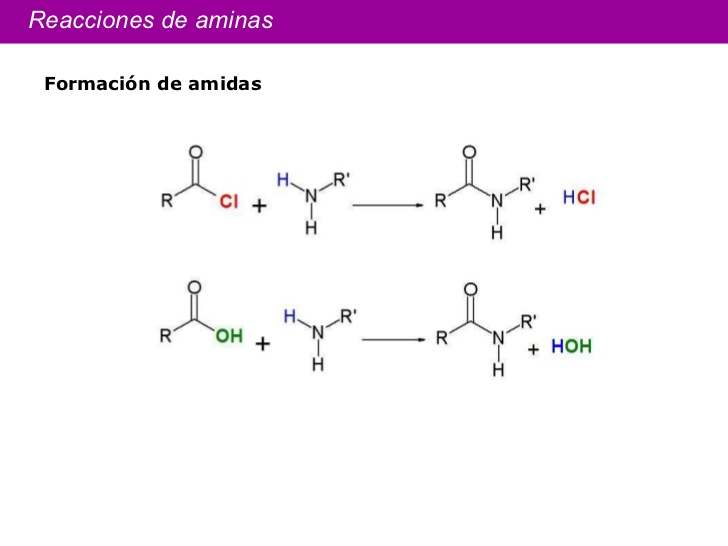 Reacciones de aminas
Formación de amidas
O
R Cl + H N R' H
O
R N R' H + HCl
O
R OH + H N R' H
O
R N R' H + HOH